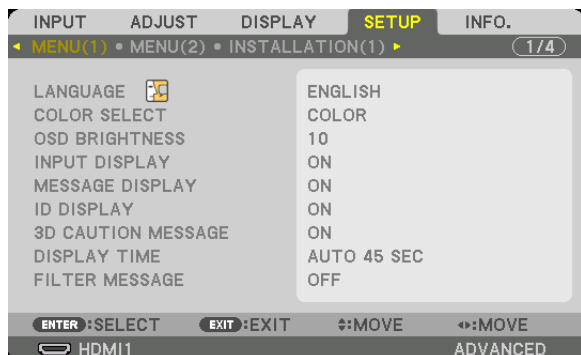 INPUT ADJUST DISPLAY SETUP INFO.
MENU(1) • MENU(2) • INSTALLATION(1) 1/4
LANGUAGE ENGLISH
COLOR SELECT COLOR
OSD BRIGHTNESS 10
INPUT DISPLAY ON
MESSAGE DISPLAY ON
ID DISPLAY ON
3D CAUTION MESSAGE ON
DISPLAY TIME AUTO 45 SEC
FILTER MESSAGE OFF
ENTER :SELECT EXIT :EXIT :MOVE :MOVE
HDMI1 ADVANCED